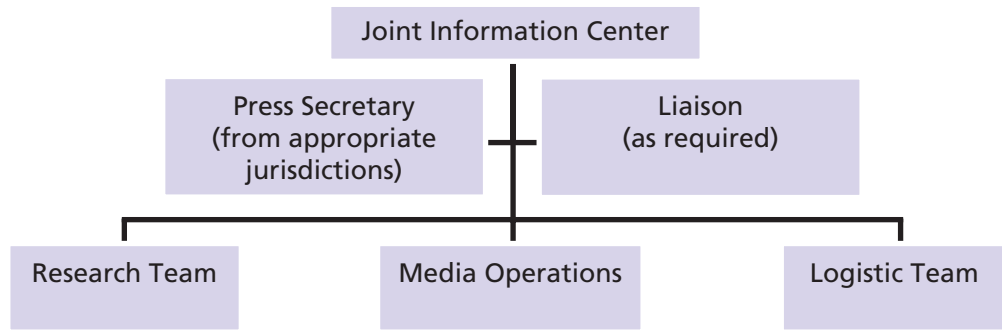 Joint Information Center
Press Secretary
(from appropriate
jurisdictions)
Liaison
(as required)
Research Team
Media Operations
Logistic Team